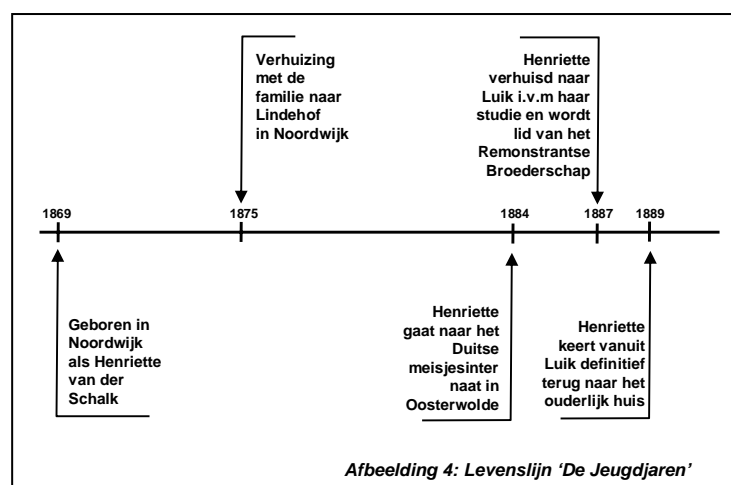 Verhuizing
met de
familie naar
Lindehof
in Noordwijk
Henriette
verhuisd naar
Luik i.v.m haar
studie en wordt
lid van het
Remonstrantse
Broederschap
1869
1875
1884
1887
1889
Geboren in
Noordwijk
als Henriette
van der
Schalk
Henriette
gaat naar het
Duitse
meisjesinter
naat in
Oosterwolde
Henriette
keert vanuit
Luik definitief
terug naar het
ouderlijk huis
Afbeelding 4: Levenslijn ‘De Jeugdjaren’